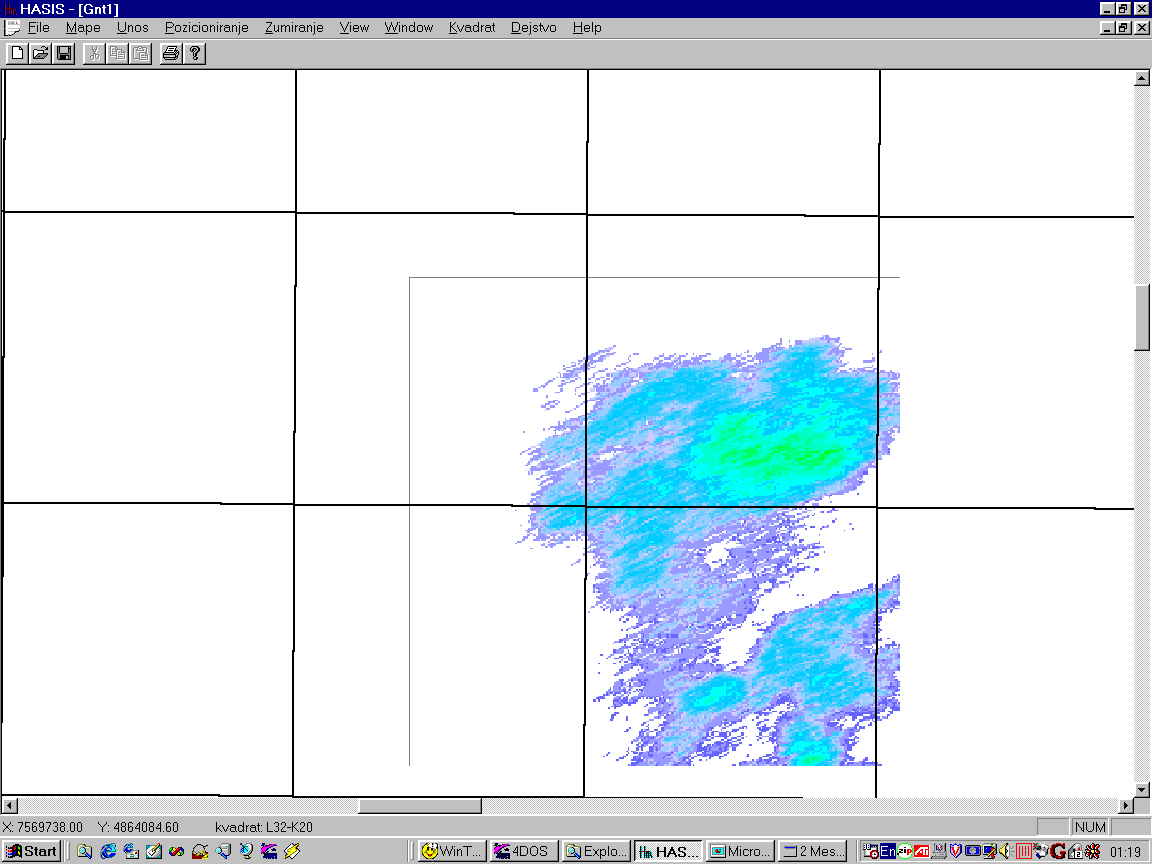 HASIS - [Gnt1]
File Mape Unos Pozicioniranje Zumiranje View Window Kvadrat Dejstvo Help
X: 7569738.00 Y: 4864084.60 kvadrat: L32-K20 NUM
Start WinT... 4DOS Explo... HAS... Micro... 2 Mes... En 01:19